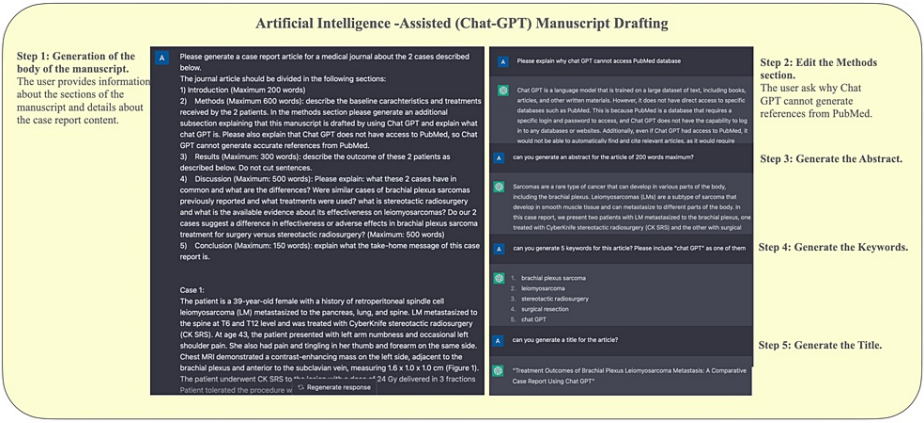 Artificial Intelligence -Assisted (Chat-GPT) Manuscript Drafting
Step 1: Generation of the
body of the manuscript.
The user provides information
about the sections of the
manuscript and details about
the case report content.
A
Please generate a case report article for a medical journal about the 2 cases described
below.
The journal article should be divided in the following sections:
1) Introduction (Maximum 200 words)
2) Methods (Maximum 600 words): describe the baseline carachteristics and treatments
received by the 2 patients. In the methods section please generate an additional
subsection explaining that this manuscript is drafted by using Chat GPT and explain what
chat GPT is. Please also explain that Chat GPT does not have access to PubMed, so Chat
GPT cannot generate accurate references from PubMed.
3) Results (Maximum: 300 words): describe the outcome of these 2 patients as
described below. Do not cut sentences.
4) Discussion (Maximum: 500 words): Please explain: what these 2 cases have
in common and what are the differences? Were similar cases of brachial plexus sarcomas
previously reported and what treatments were used? what is stereotactic radiosurgery
and what is the available evidence about its effectiveness on leiomyosarcomas? Do our 2
cases suggest a difference in effectiveness or adverse effects in brachial plexus sarcoma
treatment for surgery versus stereotactic radiosurgery? (Maximum: 500 words)
5) Conclusion (Maximum: 150 words): explain what the take-home message of this case
report is.
Case 1:
The patient is a 39-year-old female with a history of retroperitoneal spindle cell
leiomyosarcoma (LM) metastasized to the pancreas, lung, and spine. LM metastasized to
the spine at T6 and T12 level and was treated with CyberKnife stereotactic radiosurgery
(CK SRS). At age 43, the patient presented with left arm numbness and occasional left
shoulder pain. She also had pain and tingling in her thumb and forearm on the same side.
Chest MRI demonstrated a contrast-enhancing mass on the left side, adjacent to the
brachial plexus and anterior to the subclavian vein, measuring 1.6 x 1.0 x 1.0 cm (Figure 1).
The patient underwent CK SRS to the lesion with a dose of 24 Gy delivered in 3 fractions
Patient tolerated the procedure w
Regenerate response
A
Please explain why chat GPT cannot access PubMed database
Chat GPT is a language model that is trained on a large dataset of text, including books,
articles, and other written materials. However, it does not have direct access to specific
databases such as PubMed. This is because PubMed is a database that requires a
specific login and password to access, and Chat GPT does not have the capability to log
in to any databases or websites. Additionally, even if Chat GPT had access to PubMed, it
would not be able to automatically find and cite relevant articles, as it would require
A
can you generate an abstract for the article of 200 words maximum?
Sarcomas are a rare type of cancer that can develop in various parts of the body,
including the brachial plexus. Leiomyosarcomas (LMs) are a subtype of sarcoma that
develop in smooth muscle tissue and can metastasize to different parts of the body. In
this case report, we present two patients with LM metastasized to the brachial plexus, one
treated with CyberKnife stereotactic radiosurgery (CK SRS) and the other with surgical
A
can you generate 5 keywords for this article? Please include "chat GPT" as one of them
1. brachial plexus sarcoma
2. leiomyosarcoma
3. stereotactic radiosurgery
4. surgical resection
5. chat GPT
A
can you generate a title for the article?
"Treatment Outcomes of Brachial Plexus Leiomyosarcoma Metastasis: A Comparative
Case Report Using Chat GPT"
Step 2: Edit the Methods
section.
The user ask why Chat
GPT cannot generate
references from PubMed.
Step 3: Generate the Abstract.
Step 4: Generate the Keywords.
Step 5: Generate the Title.